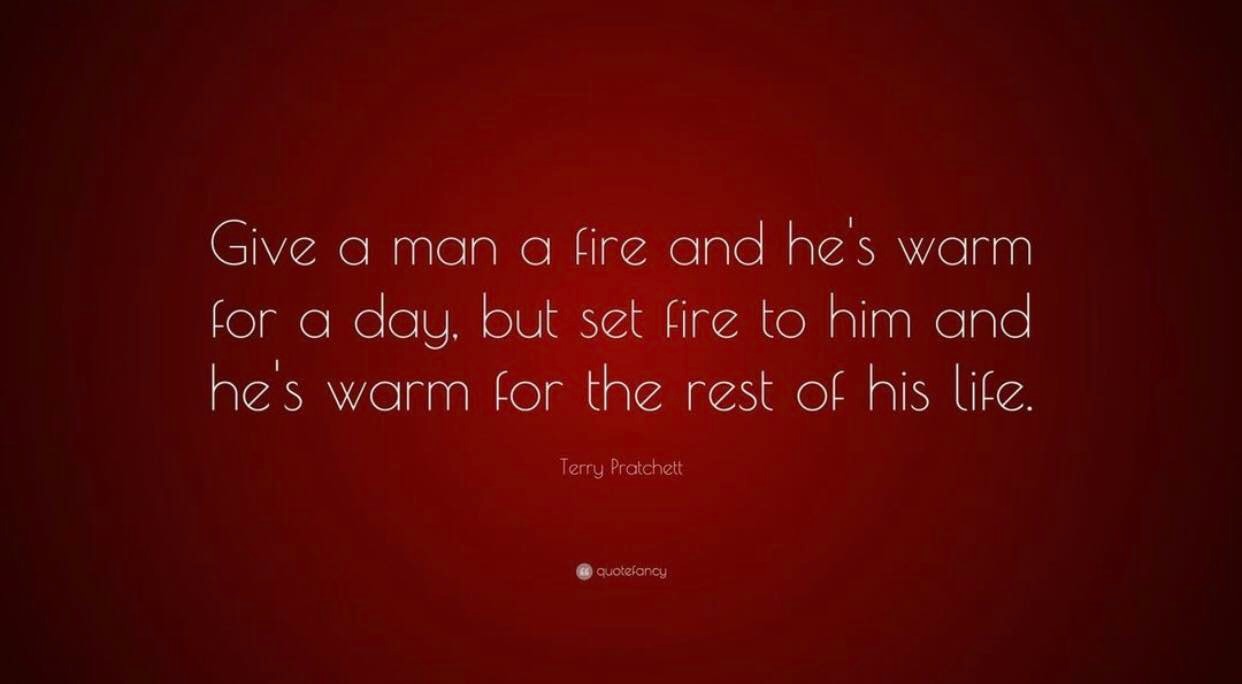 Give a man a fire and he's warm
for a day, but set fire to him and
he's warm for the rest of his life.
Terry Pratchett
quotefancy